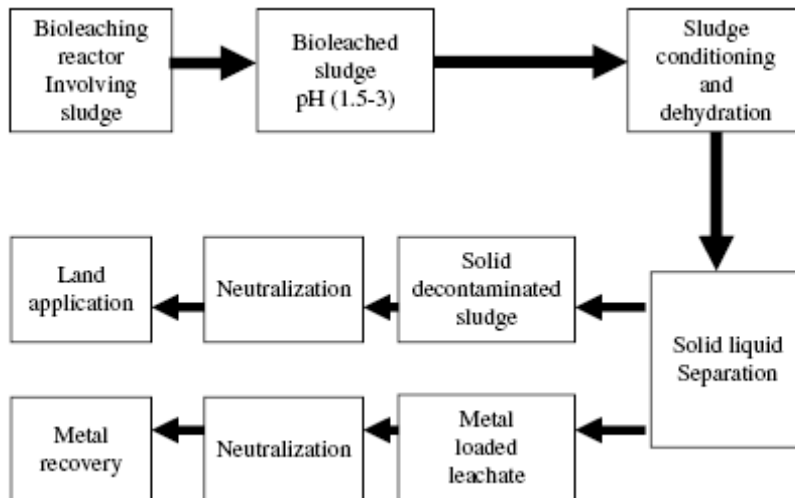 Bioleaching
reactor
Involving
sludge
Bioleached
sludge
pH (1.5-3)
Sludge
conditioning
and
dehydration
Land
application
Neutralization
Solid
decontaminated
sludge
Solid liquid
Separation
Metal
recovery
Neutralization
Metal
loaded
leachate